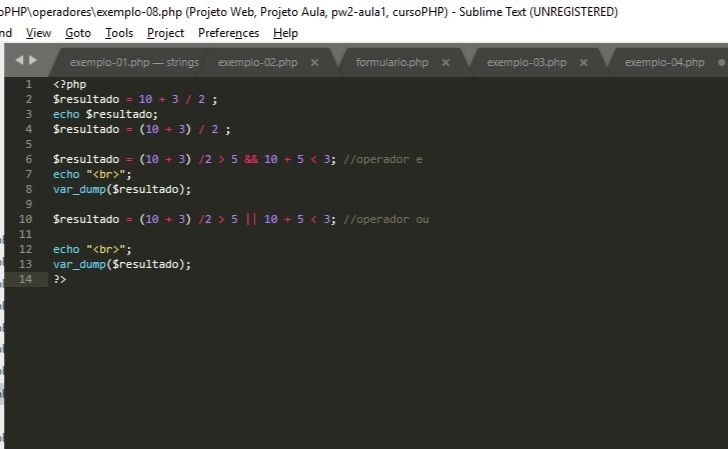 oPHP\operadores\exemplo-08.php (Projeto Web, Projeto Aula, pw2-aula1, cursoPHP) - Sublime Text (UNREGISTERED)
nd View Goto Tools Project Preferences Help
exemplo-01.php — strings exemplo-02.php × formulario.php × exemplo-03.php × exemplo-04.php
1 <?php
2 $resultado = 10 + 3 / 2 ;
3 echo $resultado;
4 $resultado = (10 + 3) / 2 ;
5
6 $resultado = (10 + 3) /2 > 5 && 10 + 5 < 3; //operador e
7 echo "<br>";
8 var_dump($resultado);
9
10 $resultado = (10 + 3) /2 > 5 || 10 + 5 < 3; //operador ou
11
12 echo "<br>";
13 var_dump($resultado);
14 ?>